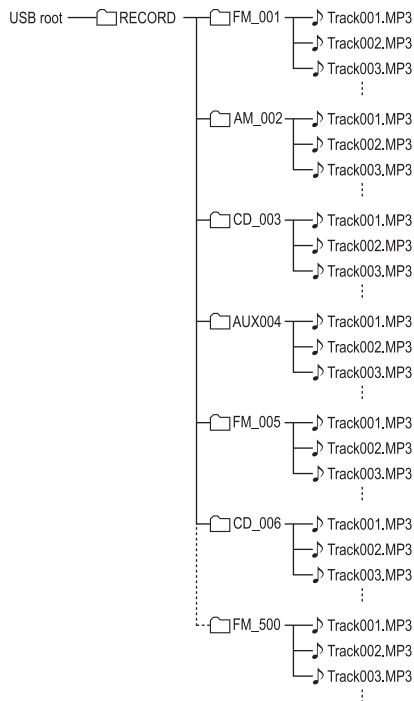 USB root RECORD FM_001 Track001.MP3
Track002.MP3
Track003.MP3
AM_002 Track001.MP3
Track002.MP3
Track003.MP3
CD_003 Track001.MP3
Track002.MP3
Track003.MP3
AUX004 Track001.MP3
Track002.MP3
Track003.MP3
FM_005 Track001.MP3
Track002.MP3
Track003.MP3
CD_006 Track001.MP3
Track002.MP3
Track003.MP3
FM_500 Track001.MP3
Track002.MP3
Track003.MP3